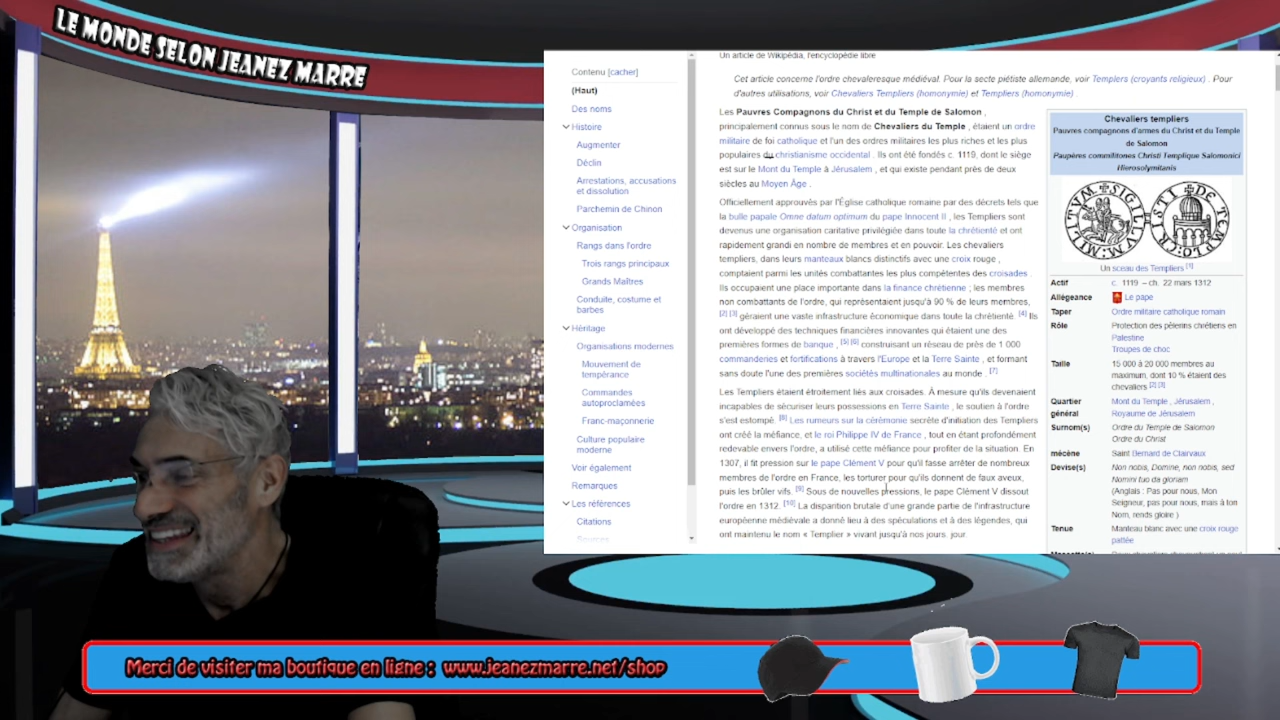 LE MONDE SELON JEANEZ MARRE
Contenu [cacher]
(Haut)
Des noms
Histoire
Augmenter
Déclin
Arrestations, accusations
et dissolution
Parchemin de Chinon
Organisation
Rangs dans l'ordre
Trois rangs principaux
Grands Maîtres
Conduite, costume et
barbes
Héritage
Organisations modernes
Mouvement de
tempérance
Commandes
autoproclamées
Franc-maçonnerie
Culture populaire
moderne
Voir également
Remarques
Les références
Citations
Un article de Wikipédia, l'encyclopédie libre
Cet article concerne l'ordre chevaleresque médiéval. Pour la secte piétiste allemande, voir Templiers (croyants religieux) . Pour
d'autres utilisations, voir Chevaliers Templiers (homonymie) et Templiers (homonymie) .
Les Pauvres Compagnons du Christ et du Temple de Salomon ,
principalement connus sous le nom de Chevaliers du Temple , étaient un ordre
militaire de foi catholique et l'un des ordres militaires les plus riches et les plus
populaires du christianisme occidental . Ils ont été fondés c. 1119, dont le siège
est sur le Mont du Temple à Jérusalem , et qui existe pendant près de deux
siècles au Moyen Âge .
Officiellement approuvés par l'Église catholique romaine par des décrets tels que
la bulle papale Omne datum optimum du pape Innocent II , les Templiers sont
devenus une organisation caritative privilégiée dans toute la chrétienté et ont
rapidement grandi en nombre de membres et en pouvoir. Les chevaliers
templiers, dans leurs manteaux blancs distinctifs avec une croix rouge ,
comptaient parmi les unités combattantes les plus compétentes des croisades .
Ils occupaient une place importante dans la finance chrétienne ; les membres
non combattants de l'ordre, qui représentaient jusqu'à 90 % de leurs membres,
[2] [3] géraient une vaste infrastructure économique dans toute la chrétienté. [4] Ils
ont développé des techniques financières innovantes qui étaient une des
premières formes de banque , [5] [6] construisant un réseau de près de 1 000
commanderies et fortifications à travers l'Europe et la Terre Sainte , et formant
sans doute l'une des premières sociétés multinationales au monde . [7]
Les Templiers étaient étroitement liés aux croisades. À mesure qu'ils devenaient
incapables de sécuriser leurs possessions en Terre Sainte , le soutien à l'ordre
s'est estompé. [8] Les rumeurs sur la cérémonie secrète d'initiation des Templiers
ont créé la méfiance, et le roi Philippe IV de France , tout en étant profondément
redevable envers l'ordre, a utilisé cette méfiance pour profiter de la situation. En
1307, il fit pression sur le pape Clément V pour qu'il fasse arrêter de nombreux
membres de l'ordre en France, les torturer pour qu'ils donnent de faux aveux,
puis les brûler vifs. [9] Sous de nouvelles pressions, le pape Clément V dissout
l'ordre en 1312. [10] La disparition brutale d'une grande partie de l'infrastructure
européenne médiévale a donné lieu à des spéculations et à des légendes, qui
ont maintenu le nom « Templier » vivant jusqu'à nos jours. jour.
Chevaliers templiers
Pauvres compagnons d'armes du Christ et du Temple
de Salomon
Paupères commilitones Christi Templique Salomonici
Hierosolymitanis
Un sceau des Templiers [1]
Actif c. 1119 – ch. 22 mars 1312
Allégeance Le pape
Taper Ordre militaire catholique romain
Rôle Protection des pèlerins chrétiens en
Palestine
Troupes de choc
Taille 15 000 à 20 000 membres au
maximum, dont 10 % étaient des
chevaliers [2] [3]
Quartier Mont du Temple , Jérusalem ,
général Royaume de Jérusalem
Surnom(s) Ordre du Temple de Salomon
Ordre du Christ
mécène Saint Bernard de Clairvaux
Devise(s) Non nobis, Domine, non nobis, sed
Nomini tuo da gloriam
(Anglais : Pas pour nous, Mon
Seigneur, pas pour nous, mais à ton
Nom, rends gloire )
Tenue Manteau blanc avec une croix rouge
pattée
Merci de visiter ma boutique en ligne : www.jeanezmarre.net/shop